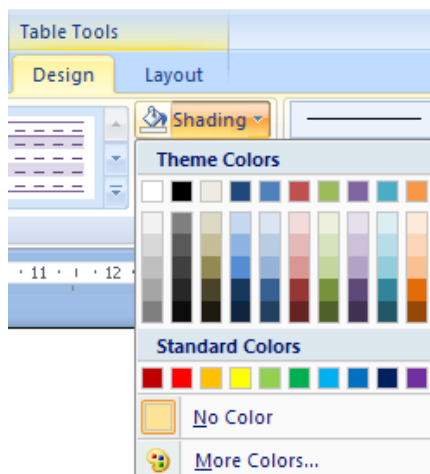 Table Tools
Design Layout
Shading
Theme Colors
· 11 · ı · 12
Standard Colors
No Color
More Colors...